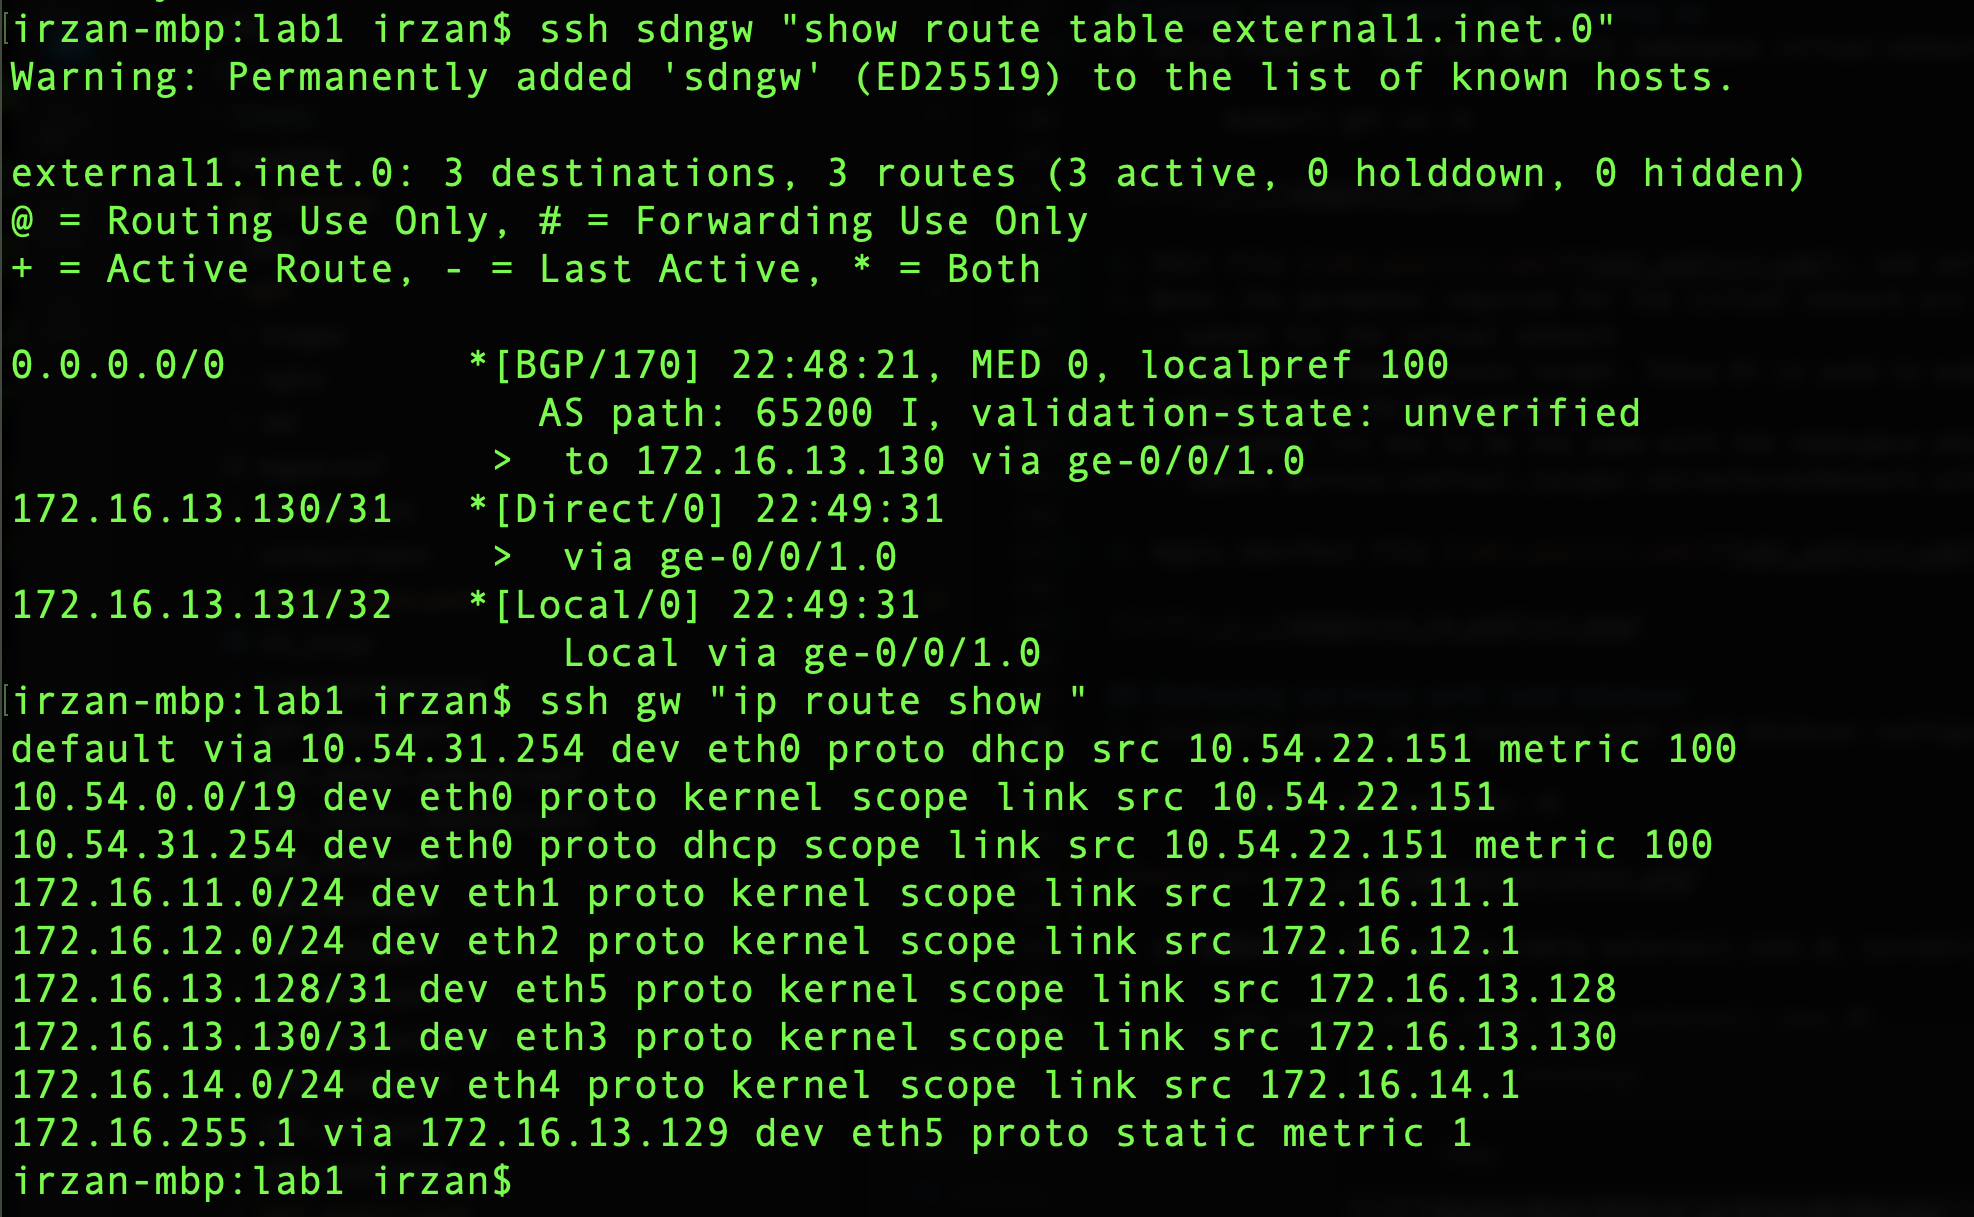 irzan-mbp:lab1 irzan$ ssh sdngw "show route table external1.inet.0"
Warning: Permanently added 'sdngw' (ED25519) to the list of known hosts.
external1.inet.0: 3 destinations, 3 routes (3 active, 0 holddown, 0 hidden)
@ = Routing Use Only, # = Forwarding Use Only
+ = Active Route, - = Last Active, * = Both
0.0.0.0/0          *[BGP/170] 22:48:21, MED 0, localpref 100
                      AS path: 65200 I, validation-state: unverified
                    >  to 172.16.13.130 via ge-0/0/1.0
172.16.13.130/31   *[Direct/0] 22:49:31
                    >  via ge-0/0/1.0
172.16.13.131/32   *[Local/0] 22:49:31
                       Local via ge-0/0/1.0
irzan-mbp:lab1 irzan$ ssh gw "ip route show "
default via 10.54.31.254 dev eth0 proto dhcp src 10.54.22.151 metric 100
10.54.0.0/19 dev eth0 proto kernel scope link src 10.54.22.151
10.54.31.254 dev eth0 proto dhcp scope link src 10.54.22.151 metric 100
172.16.11.0/24 dev eth1 proto kernel scope link src 172.16.11.1
172.16.12.0/24 dev eth2 proto kernel scope link src 172.16.12.1
172.16.13.128/31 dev eth5 proto kernel scope link src 172.16.13.128
172.16.13.130/31 dev eth3 proto kernel scope link src 172.16.13.130
172.16.14.0/24 dev eth4 proto kernel scope link src 172.16.14.1
172.16.255.1 via 172.16.13.129 dev eth5 proto static metric 1
irzan-mbp:lab1 irzan$